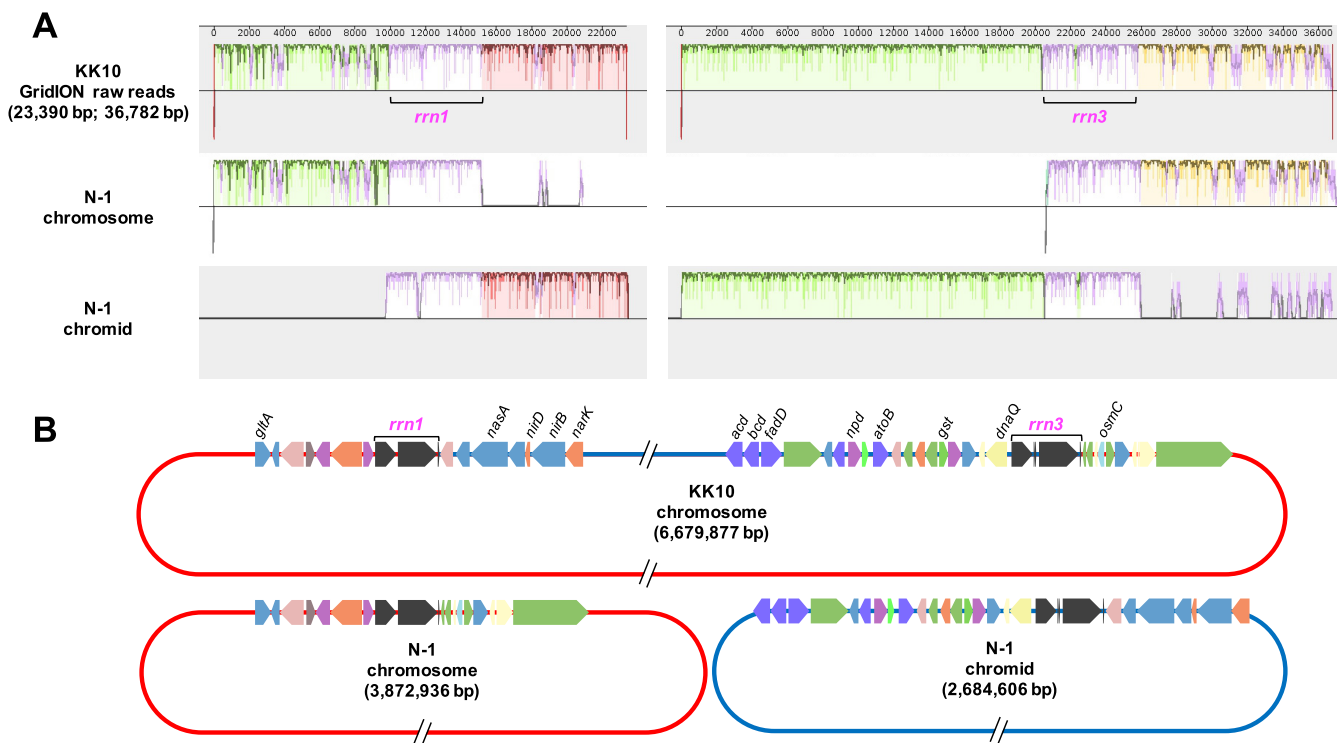 A
0 2000 4000 6000 8000 10000 12000 14000 16000 18000 20000 22000
0 2000 4000 6000 8000 10000 12000 14000 16000 18000 20000 22000 24000 26000 28000 30000 32000 34000 36000
KK10
GridION raw reads
(23,390 bp; 36,782 bp)
rrn1
rrn3
N-1
chromosome
N-1
chromid
B
gltA
rrn1
nasA
nirD
nirB
narK
acd
bcd
fadD
npd
atoB
gst
dnaQ
rrn3
osmC
KK10
chromosome
(6,679,877 bp)
N-1
chromosome
(3,872,936 bp)
N-1
chromid
(2,684,606 bp)